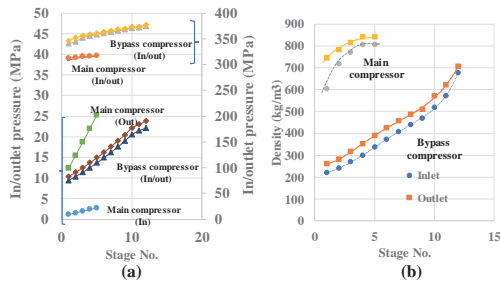 50
45
40
35
30
25
20
15
10
5
0
In/outlet pressure (MPa)
400
350
300
250
200
150
100
50
0
In/outlet pressure (MPa)
Bypass compressor
(In/out)
Main compressor
(In/out)
Main compressor
(Out)
Bypass compressor
(In/out)
Main compressor
(In)
0
10
20
Stage No.
(a)
900
800
700
600
500
400
300
200
100
0
Density (kg/m3)
Main
compressor
Bypass
compressor
Inlet
Outlet
0
5
10
15
Stage No.
(b)